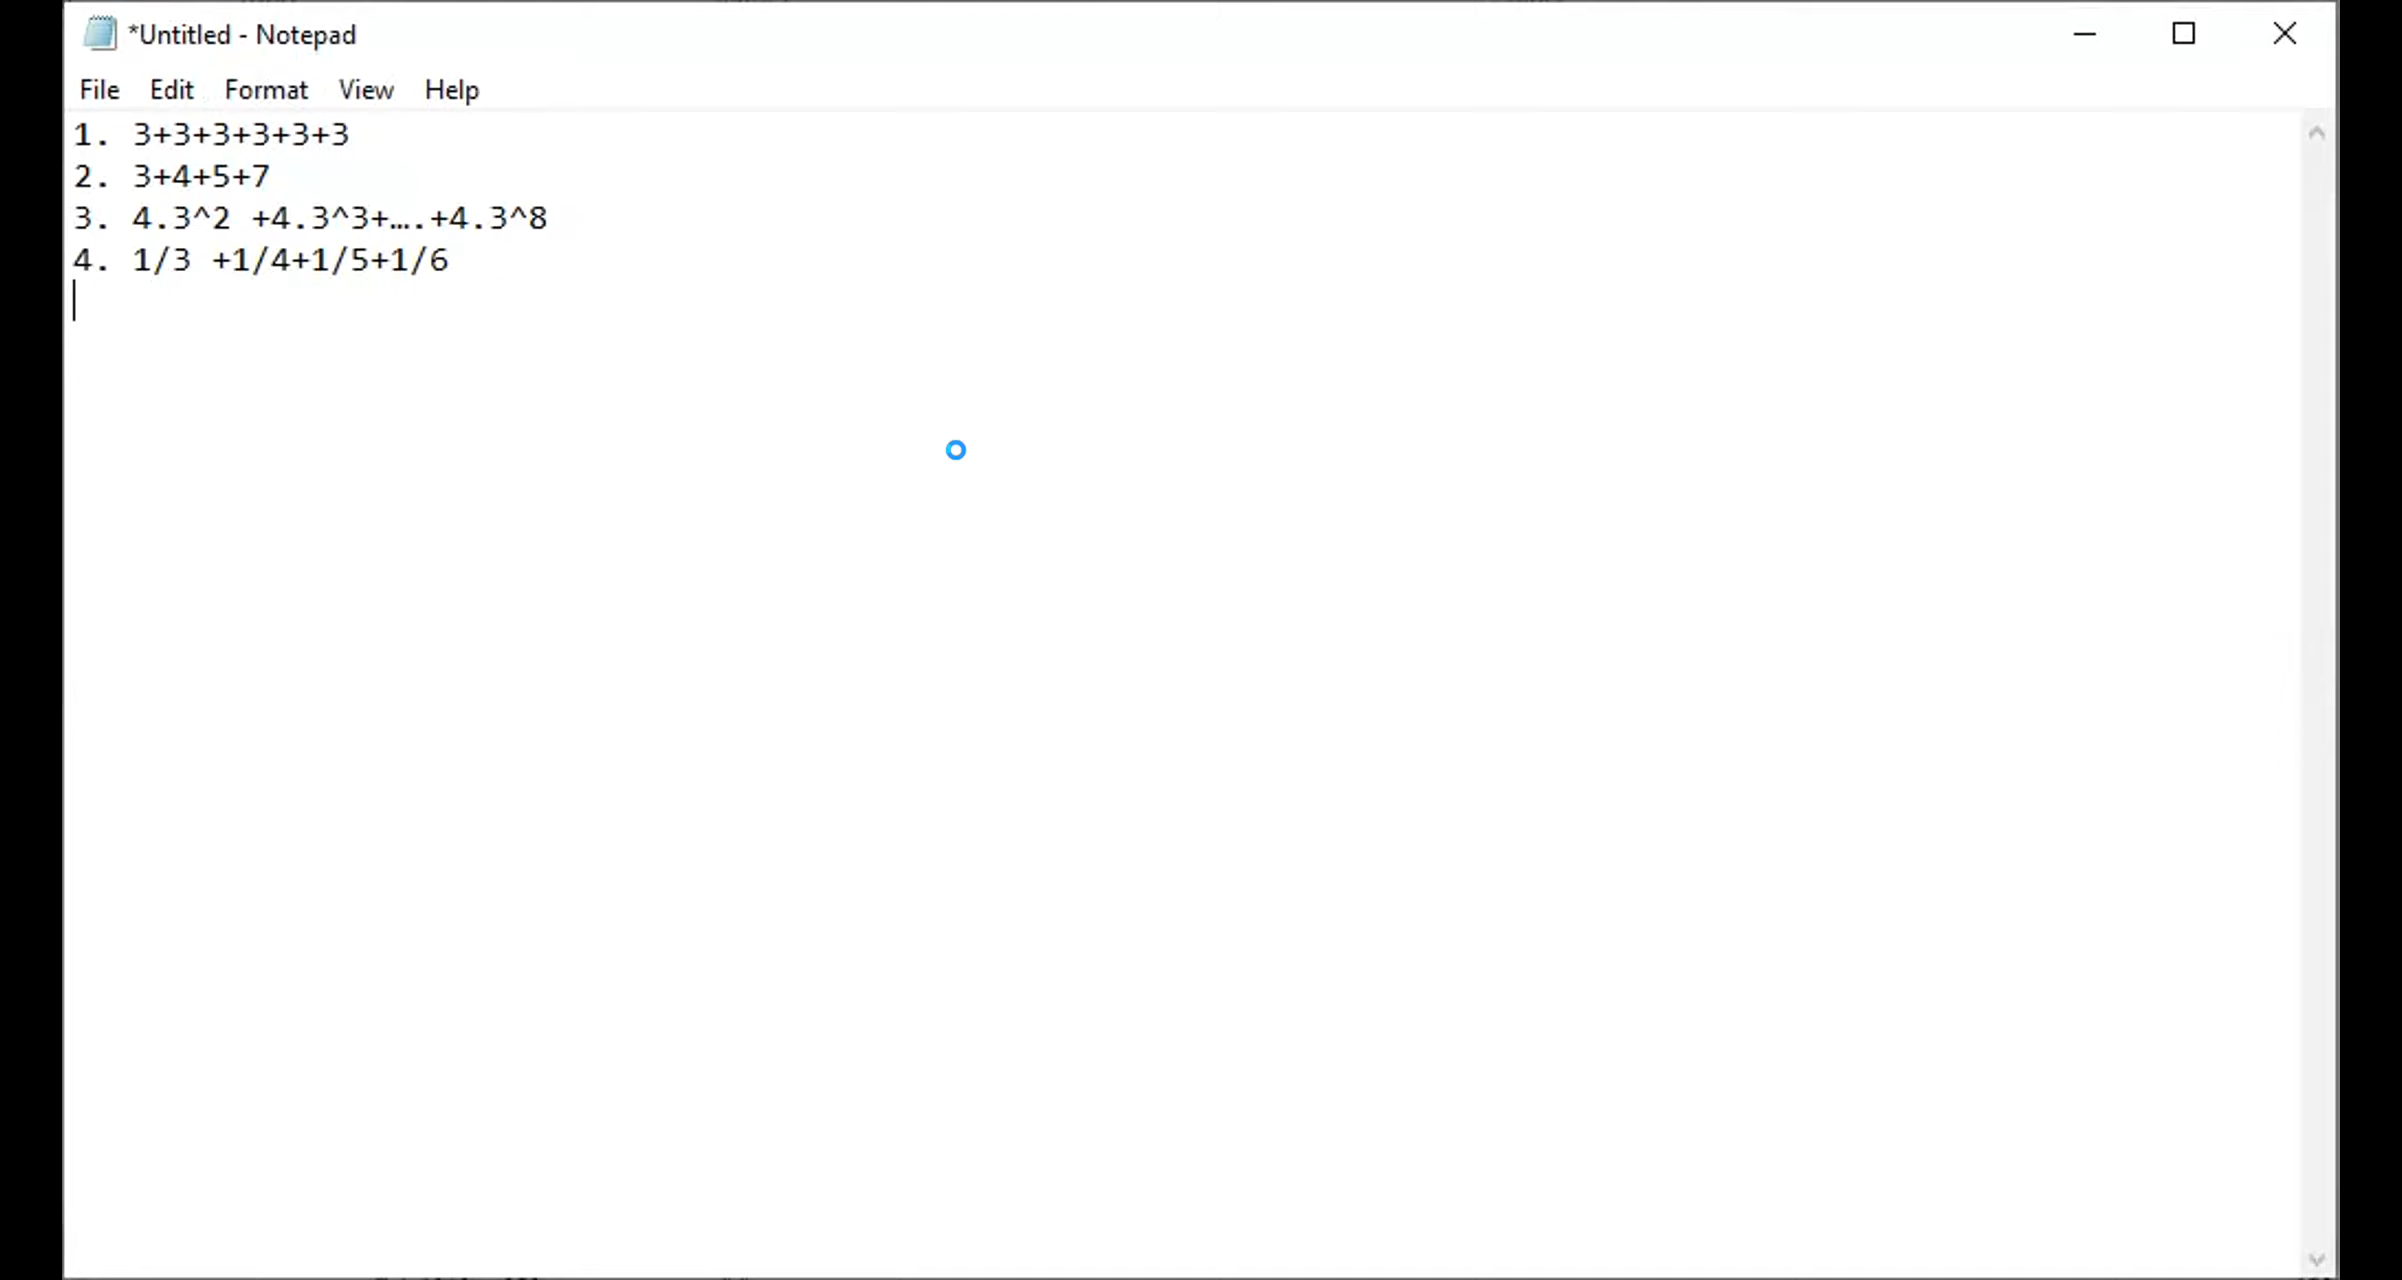 *Untitled - Notepad
File Edit Format View Help
1. 3+3+3+3+3+3
2. 3+4+5+7
3. 4.3^2 +4.3^3+….+4.3^8
4. 1/3 +1/4+1/5+1/6